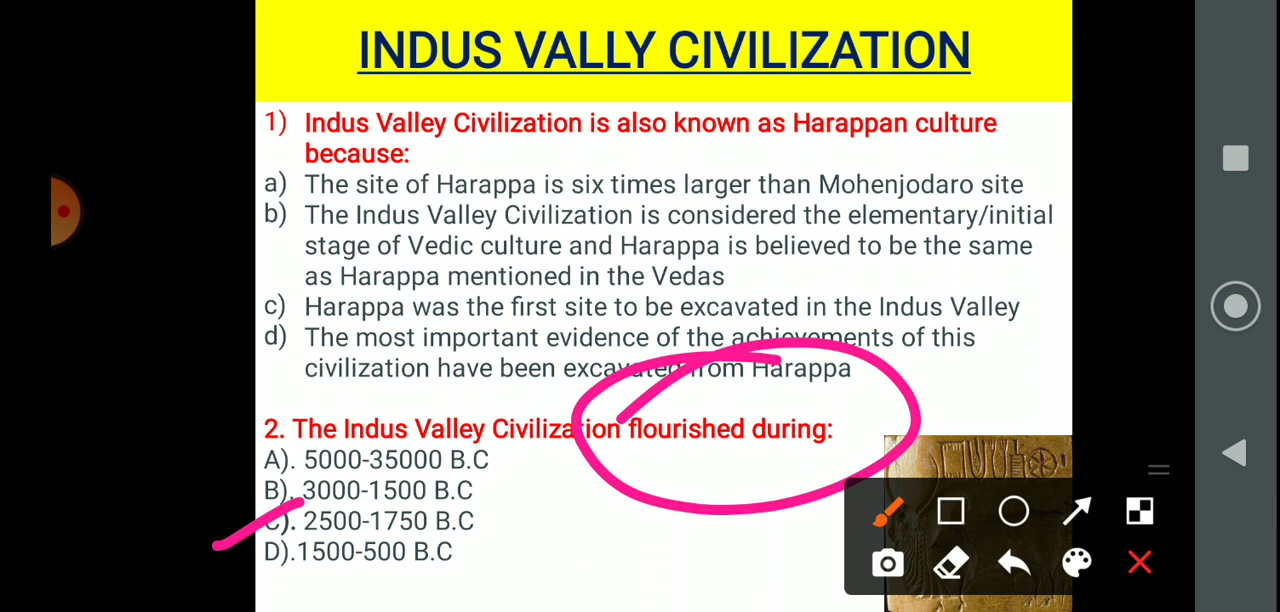 INDUS VALLY CIVILIZATION
1) Indus Valley Civilization is also known as Harappan culture
because:
a) The site of Harappa is six times larger than Mohenjodaro site
b) The Indus Valley Civilization is considered the elementary/initial
stage of Vedic culture and Harappa is believed to be the same
as Harappa mentioned in the Vedas
c) Harappa was the first site to be excavated in the Indus Valley
d) The most important evidence of the achievements of this
civilization have been excavated from Harappa
2. The Indus Valley Civilization flourished during:
A). 5000-35000 B.C
B). 3000-1500 B.C
C). 2500-1750 B.C
D).1500-500 B.C